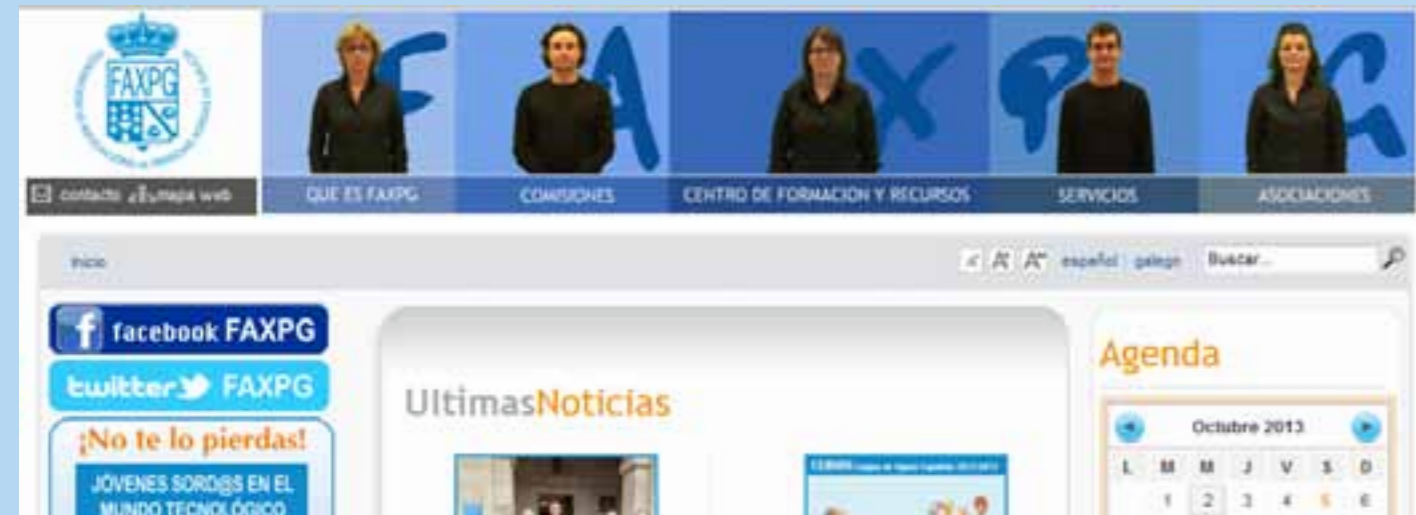 FAXPG
F A X P G
contacto mapa web
QUE ES FAXPG
COMISIONES
CENTRO DE FORMACION Y RECURSOS
SERVICIOS
ASOCIACIONES
Inicio
A A+ español galego Buscar...
facebook FAXPG
twitter FAXPG
¡No te lo pierdas!
JÓVENES SORD@S EN EL
MUNDO TECNOLÓGICO
UltimasNoticias
Agenda
Octubre 2013
L M M J V S D
1 2 3 4 5 6